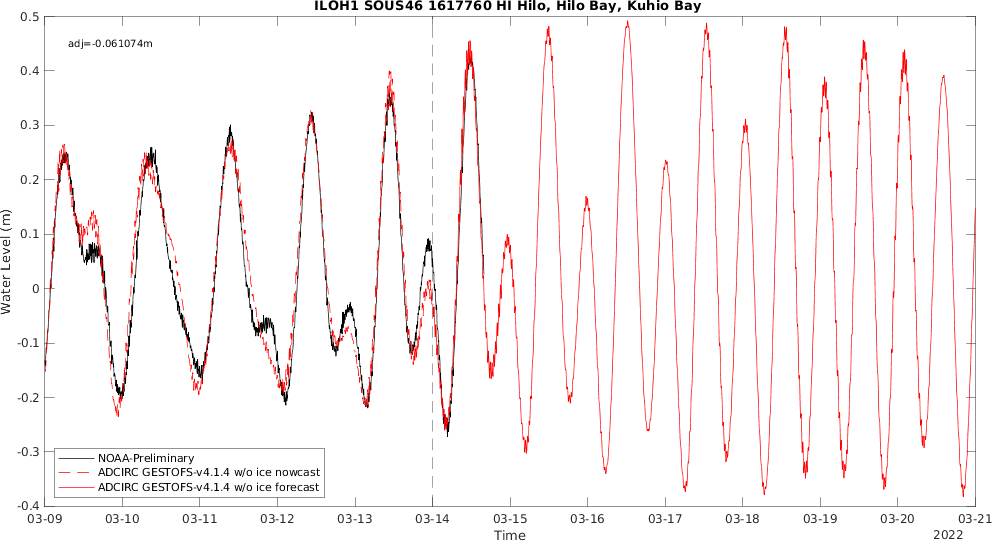 ILOH1 SOUS46 1617760 HI Hilo, Hilo Bay, Kuhio Bay
adj=-0.061074m
0.5
0.4
0.3
0.2
0.1
0
-0.1
-0.2
-0.3
-0.4
Water Level (m)
NOAA-Preliminary
ADCIRC GESTOFS-v4.1.4 w/o ice nowcast
ADCIRC GESTOFS-v4.1.4 w/o ice forecast
03-09 03-10 03-11 03-12 03-13 03-14 03-15 03-16 03-17 03-18 03-19 03-20 03-21
Time
2022